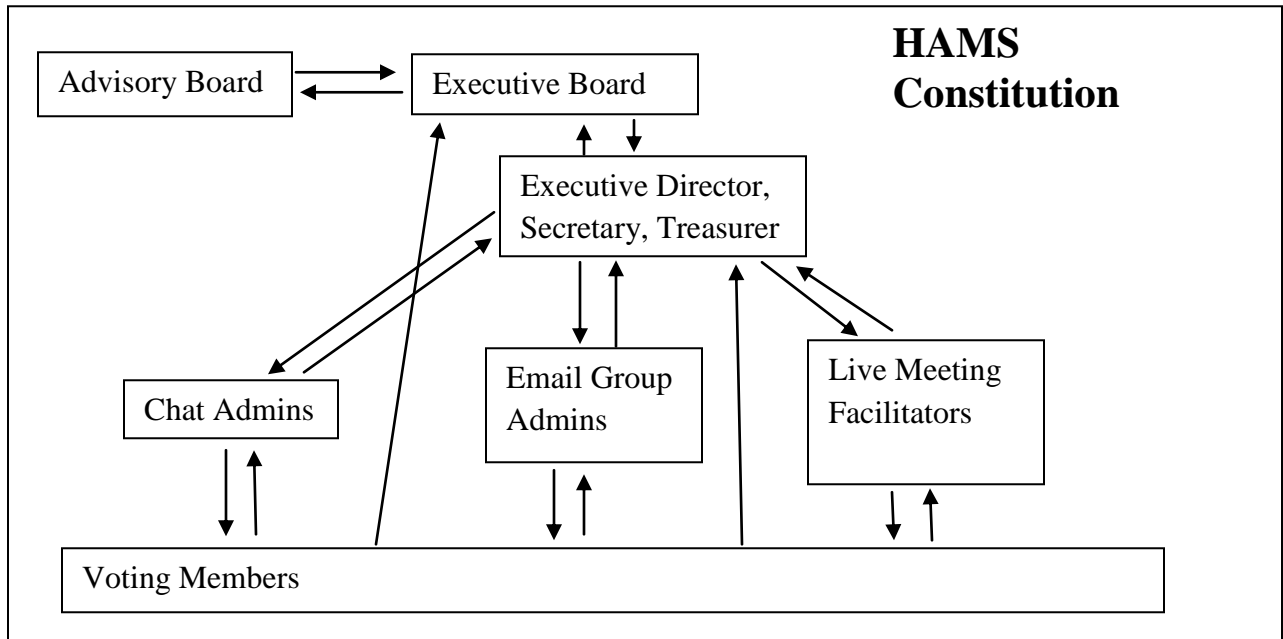 HAMS
Constitution
Advisory Board
Executive Board
Executive Director,
Secretary, Treasurer
Chat Admins
Email Group
Admins
Live Meeting
Facilitators
Voting Members